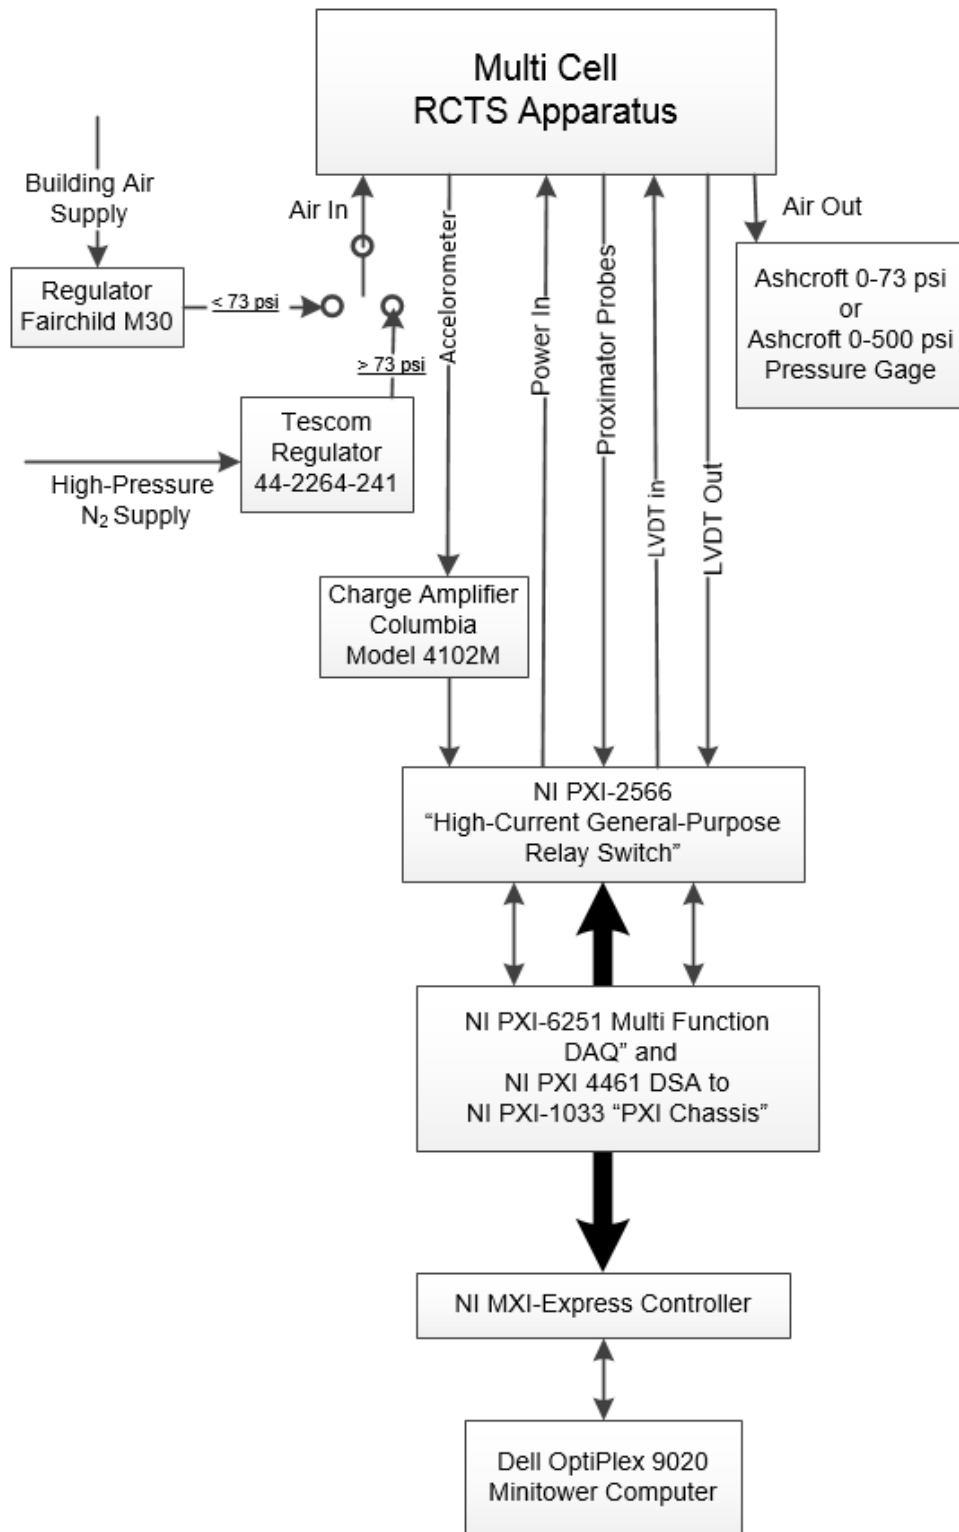 Multi Cell
RCTS Apparatus
Building Air
Supply
Air In
Accelorometer
Power In
Proximator Probes
LVDT in
LVDT Out
Air Out
Regulator
Fairchild M30
< 73 psi
> 73 psi
Ashcroft 0-73 psi
or
Ashcroft 0-500 psi
Pressure Gage
Tescom
Regulator
44-2264-241
High-Pressure
N₂ Supply
Charge Amplifier
Columbia
Model 4102M
NI PXI-2566
“High-Current General-Purpose
Relay Switch”
NI PXI-6251 Multi Function
DAQ” and
NI PXI 4461 DSA to
NI PXI-1033 “PXI Chassis”
NI MXI-Express Controller
Dell OptiPlex 9020
Minitower Computer